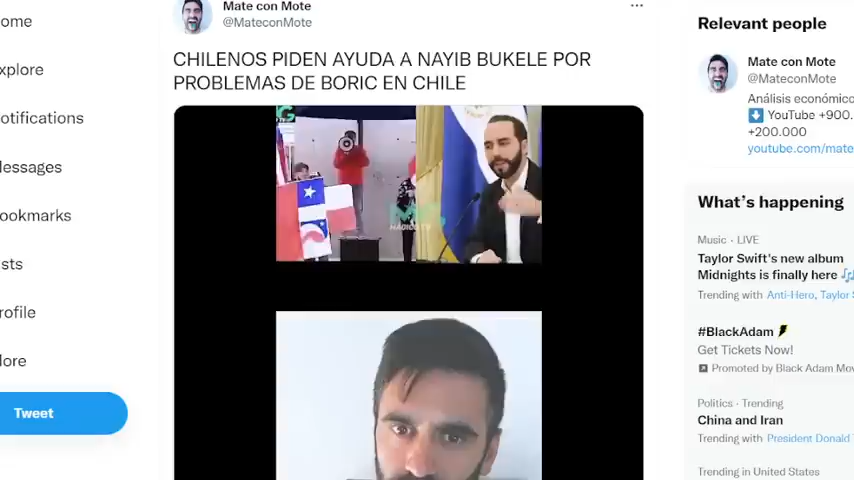 ome
xplore
otifications
essages
ookmarks
sts
rofile
ore
Tweet
Mate con Mote
@MateconMote
CHILENOS PIDEN AYUDA A NAYIB BUKELE POR
PROBLEMAS DE BORIC EN CHILE
MAGICO TV
Relevant people
Mate con Mote
@MateconMote
Análisis económico
YouTube +900.
+200.000
youtube.com/mate
What's happening
Music · LIVE
Taylor Swift's new album
Midnights is finally here
Trending with Anti-Hero, Taylor S
#BlackAdam
Get Tickets Now!
Promoted by Black Adam Mov
Politics · Trending
China and Iran
Trending with President Donald
Trending in United States